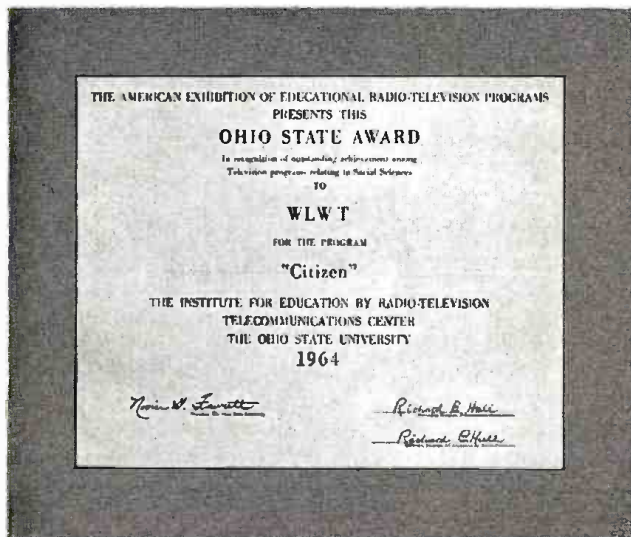 THE AMERICAN EXHIBITION OF EDUCATIONAL RADIO-TELEVISION PROGRAMS
PRESENTS THIS
OHIO STATE AWARD
In recognition of outstanding achievement among
Television programs relating to Social Sciences
TO
WLWT
FOR THE PROGRAM
"Citizen"
THE INSTITUTE FOR EDUCATION BY RADIO-TELEVISION
TELECOMMUNICATIONS CENTER
THE OHIO STATE UNIVERSITY
1964
Richard B. Hull
Richard C. Hull